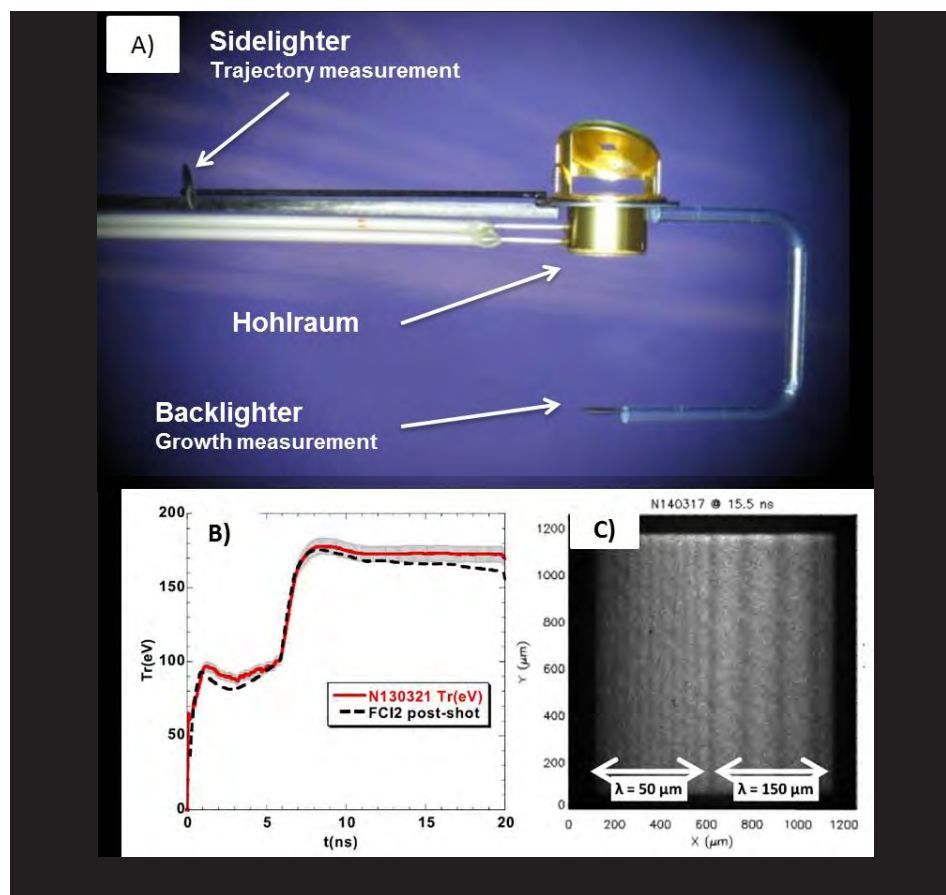 A)
Sidelighter
Trajectory measurement
Hohlraum
Backlighter
Growth measurement
B)
200
150
100
50
0
Tr(eV)
N130321 Tr(eV)
FCI2 post-shot
0 5 10 15 20
t(ns)
C)
N140317 @ 15.5 ns
1200
1000
800
600
400
200
0
Y (μm)
λ = 50 μm
λ = 150 μm
0 200 400 600 800 1000 1200
X (μm)